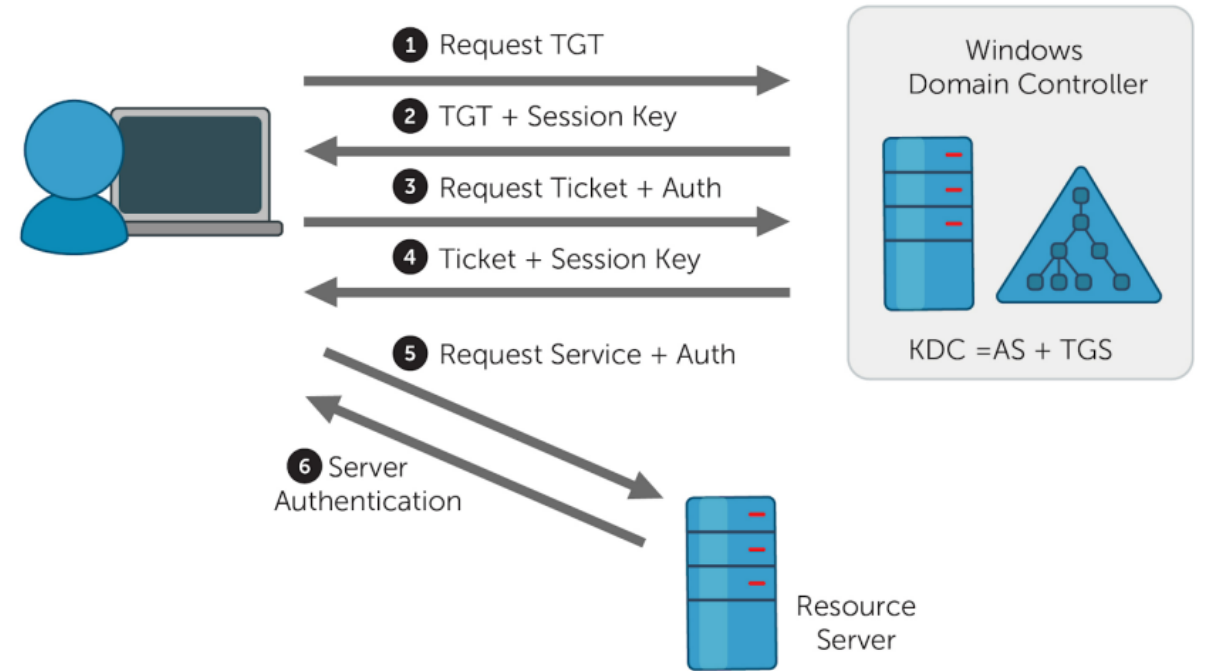 1 Request TGT
2 TGT + Session Key
3 Request Ticket + Auth
4 Ticket + Session Key
5 Request Service + Auth
6 Server
Authentication
Windows
Domain Controller
KDC =AS + TGS
Resource
Server